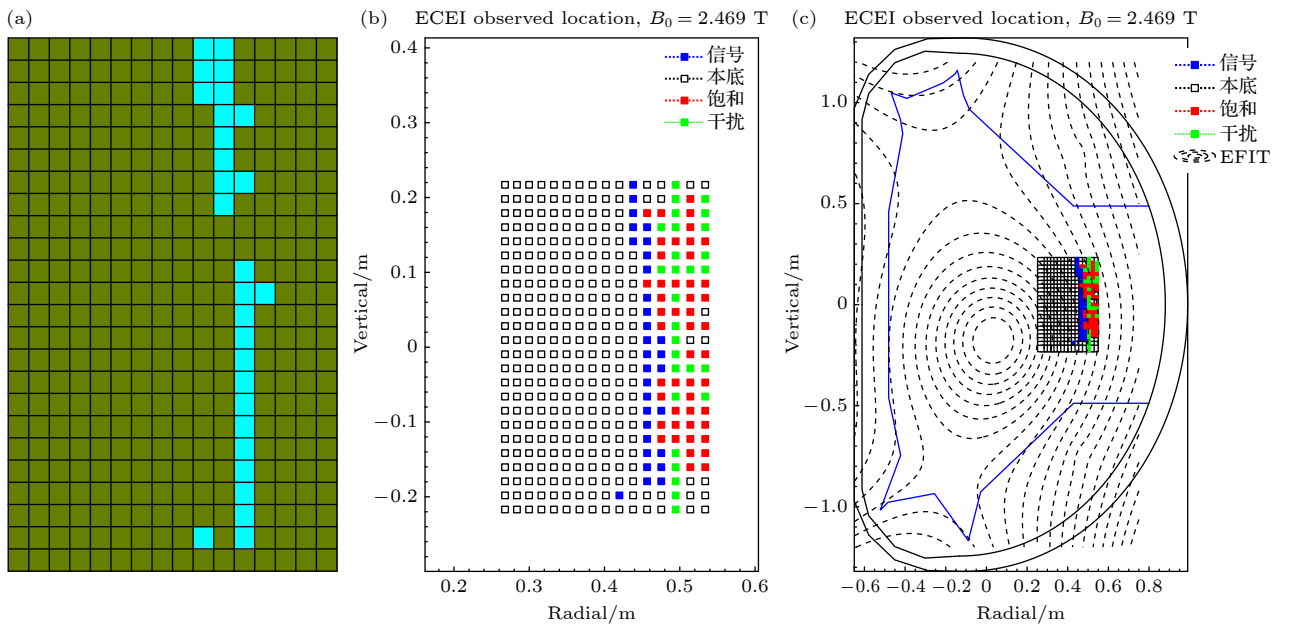 (a)
(b) ECEI observed location, B₀ = 2.469 T
0.4
0.3
0.2
0.1
0
−0.1
−0.2
Vertical/m
信号
本底
饱和
干扰
0.2 0.3 0.4 0.5 0.6
Radial/m
(c) ECEI observed location, B₀ = 2.469 T
1.0
0.5
0
−0.5
−1.0
Vertical/m
信号
本底
饱和
干扰
EFIT
−0.6 −0.4 −0.2 0 0.2 0.4 0.6 0.8
Radial/m